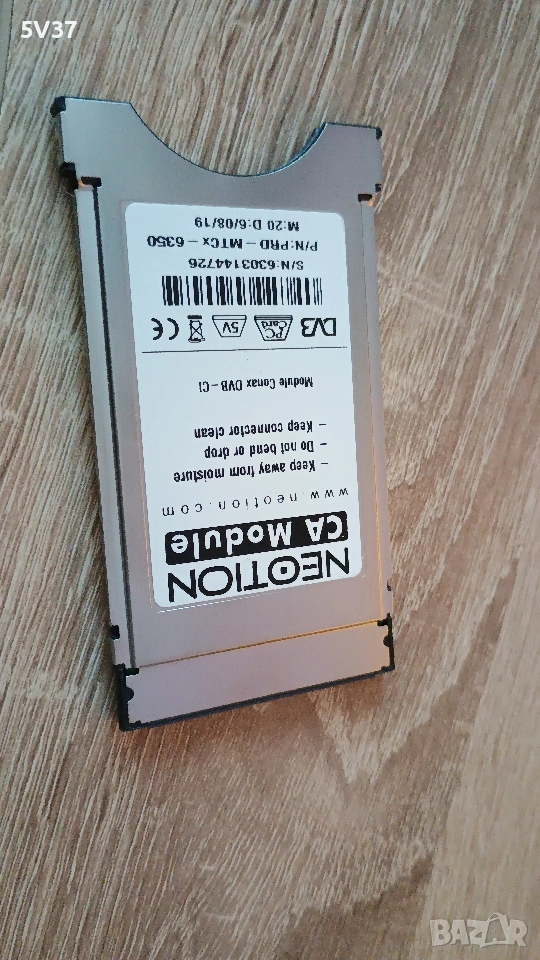 5V37
NEOTION
CA Module
www.neotion.com
– Keep away from moisture
– Do not bend or drop
– Keep connector clean
Module Conax DVB – CI
DVB PC Card 5V CE
S/N:6303144726
P/N:PRD – MTCx – 6350
M:20 D:6/08/19
BAZAR